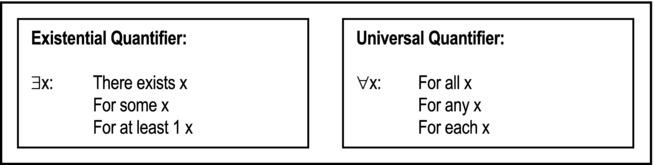 Existential Quantifier:
∃x: There exists x
For some x
For at least 1 x
Universal Quantifier:
∀x: For all x
For any x
For each x